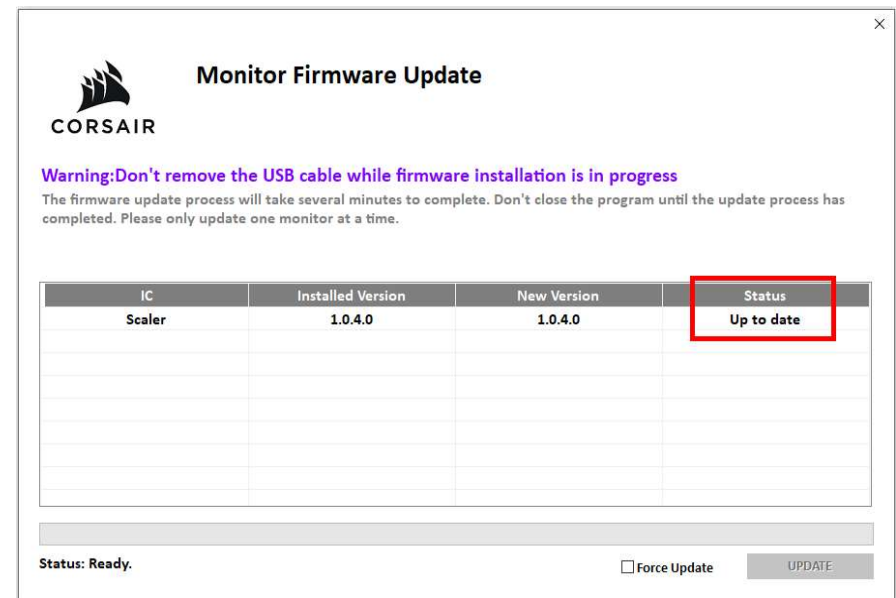 Monitor Firmware Update
CORSAIR
Warning:Don't remove the USB cable while firmware installation is in progress
The firmware update process will take several minutes to complete. Don't close the program until the update process has
completed. Please only update one monitor at a time.
IC Installed Version New Version Status
Scaler 1.0.4.0 1.0.4.0 Up to date
Status: Ready.
Force Update UPDATE